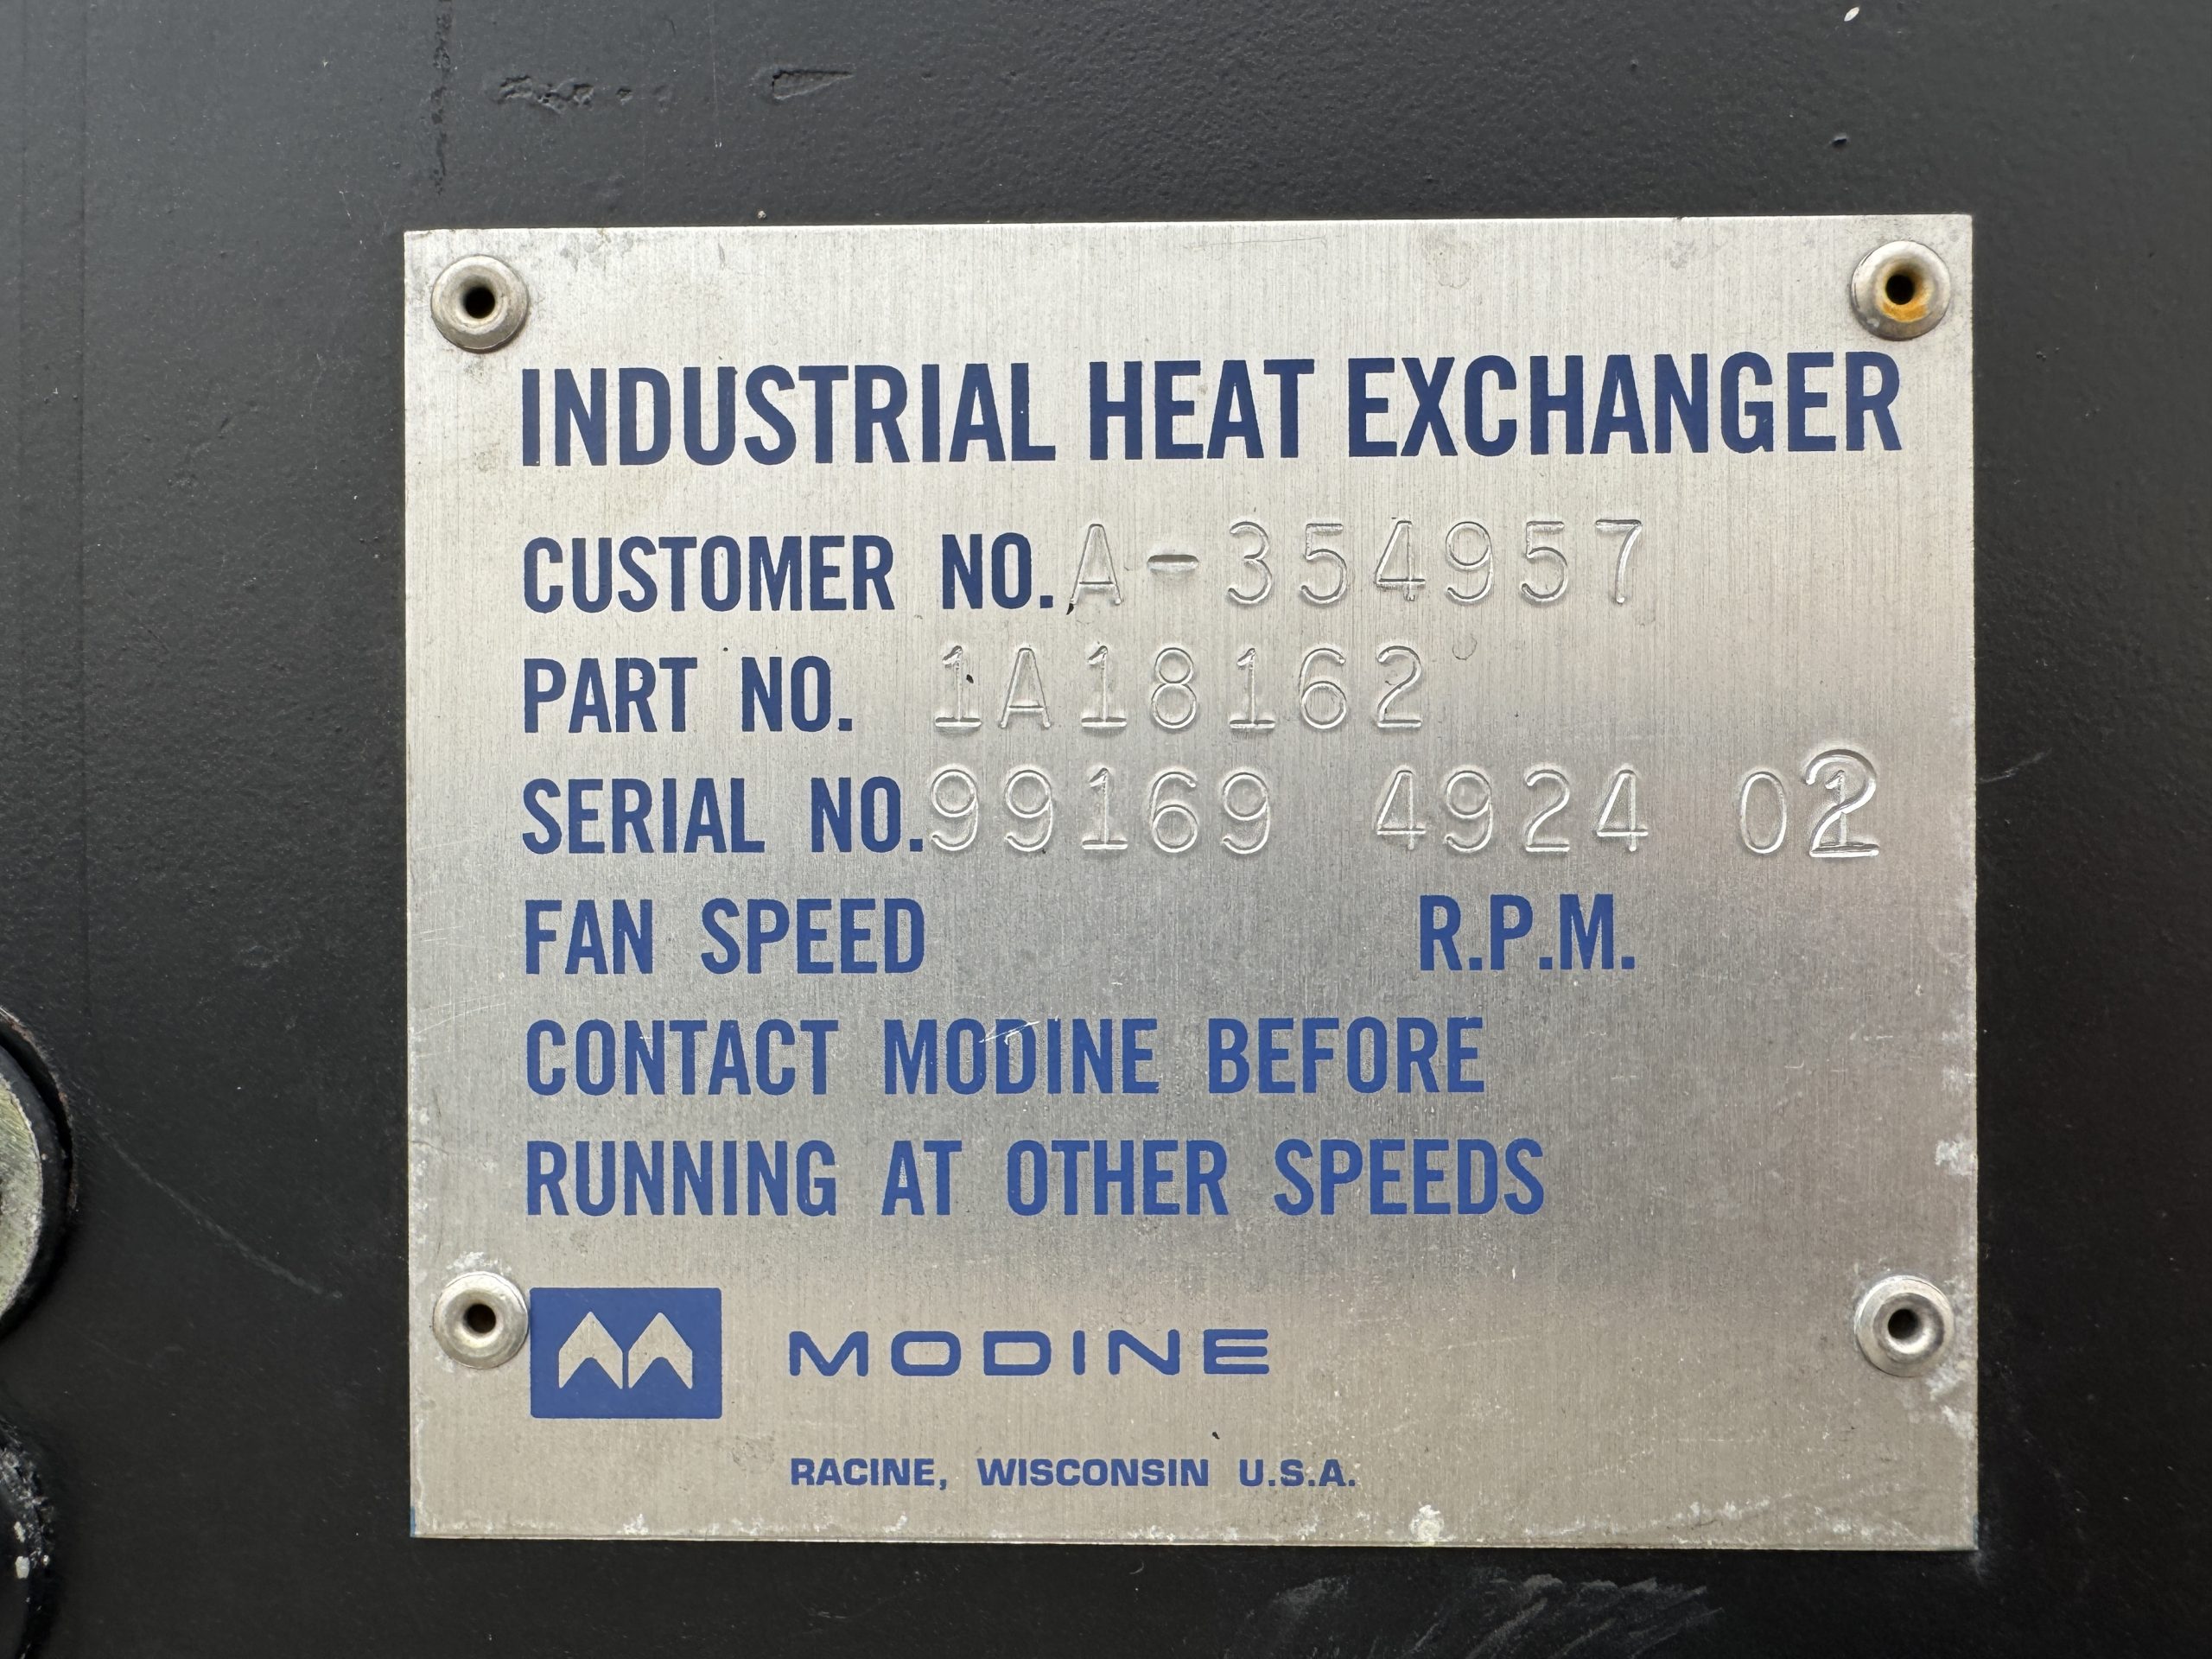 INDUSTRIAL HEAT EXCHANGER
CUSTOMER NO. A-354957
PART NO. 1A18162
SERIAL NO. 99169 4924 02
FAN SPEED R.P.M.
CONTACT MODINE BEFORE
RUNNING AT OTHER SPEEDS
MODINE
RACINE, WISCONSIN U.S.A.